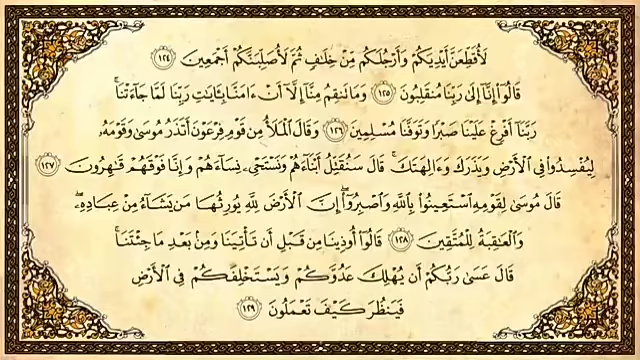 لَأُقَطِّعَنَّ أَيْدِيَكُمْ وَأَرْجُلَكُم مِّنْ خِلَٰفٍ ثُمَّ لَأُصَلِّبَنَّكُمْ أَجْمَعِينَ ١٢٤
قَالُوٓا۟ إِنَّآ إِلَىٰ رَبِّنَا مُنقَلِبُونَ ١٢٥ وَمَا تَنقِمُ مِنَّآ إِلَّآ أَنْ ءَامَنَّا بِـَٔايَٰتِ رَبِّنَا لَمَّا جَآءَتْنَا ۚ
رَبَّنَآ أَفْرِغْ عَلَيْنَا صَبْرًا وَتَوَفَّنَا مُسْلِمِينَ ١٢٦ وَقَالَ ٱلْمَلَأُ مِن قَوْمِ فِرْعَوْنَ أَتَذَرُ مُوسَىٰ وَقَوْمَهُۥ
لِيُفْسِدُوا۟ فِى ٱلْأَرْضِ وَيَذَرَكَ وَءَالِهَتَكَ ۚ قَالَ سَنُقَتِّلُ أَبْنَآءَهُمْ وَنَسْتَحْىِۦ نِسَآءَهُمْ وَإِنَّا فَوْقَهُمْ قَٰهِرُونَ ١٢٧
قَالَ مُوسَىٰ لِقَوْمِهِ ٱسْتَعِينُوا۟ بِٱللَّهِ وَٱصْبِرُوٓا۟ ۖ إِنَّ ٱلْأَرْضَ لِلَّهِ يُورِثُهَا مَن يَشَآءُ مِنْ عِبَادِهِۦ ۖ
وَٱلْعَٰقِبَةُ لِلْمُتَّقِينَ ١٢٨ قَالُوٓا۟ أُوذِينَا مِن قَبْلِ أَن تَأْتِيَنَا وَمِنۢ بَعْدِ مَا جِئْتَنَا ۚ
قَالَ عَسَىٰ رَبُّكُمْ أَن يُهْلِكَ عَدُوَّكُمْ وَيَسْتَخْلِفَكُمْ فِى ٱلْأَرْضِ
فَيَنظُرَ كَيْفَ تَعْمَلُونَ ١٢٩